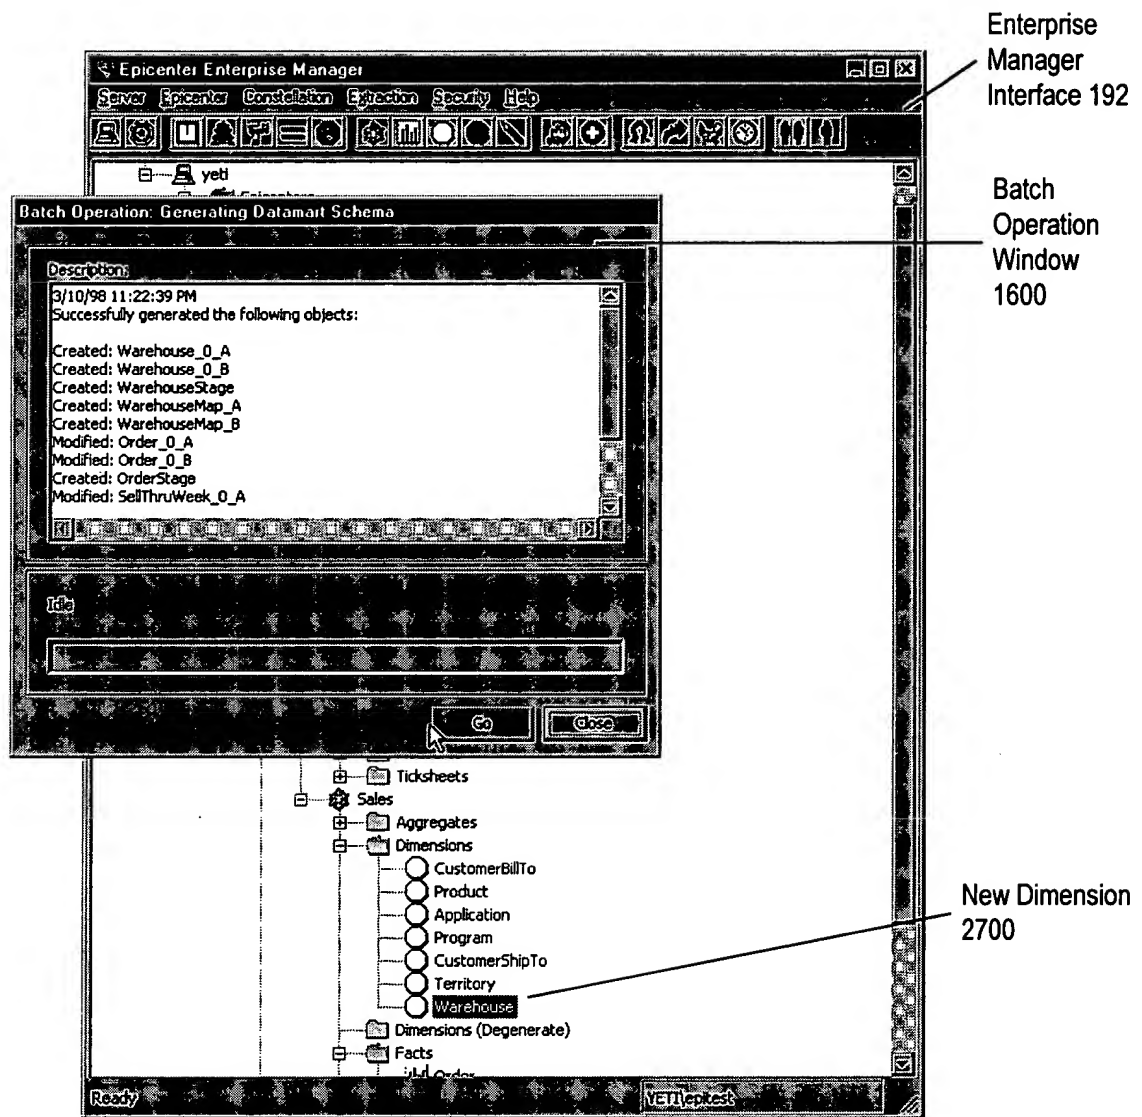 Enterprise
Manager
Interface 192
Epicenter Enterprise Manager
Server Epicenter Constellation Extraction Security Help
yeti
Batch Operation: Generating Datamart Schema
Batch
Operation
Window
1600
Description:
3/10/98 11:22:39 PM
Successfully generated the following objects:
Created: Warehouse_0_A
Created: Warehouse_0_B
Created: WarehouseStage
Created: WarehouseMap_A
Created: WarehouseMap_B
Modified: Order_0_A
Modified: Order_0_B
Created: OrderStage
Modified: SellThruWeek_0_A
Idle
Go Close
Ticksheets
Sales
Aggregates
Dimensions
CustomerBillTo
Product
Application
Program
CustomerShipTo
Territory
Warehouse
New Dimension
2700
Dimensions (Degenerate)
Facts
Order
Ready YETI\epitest